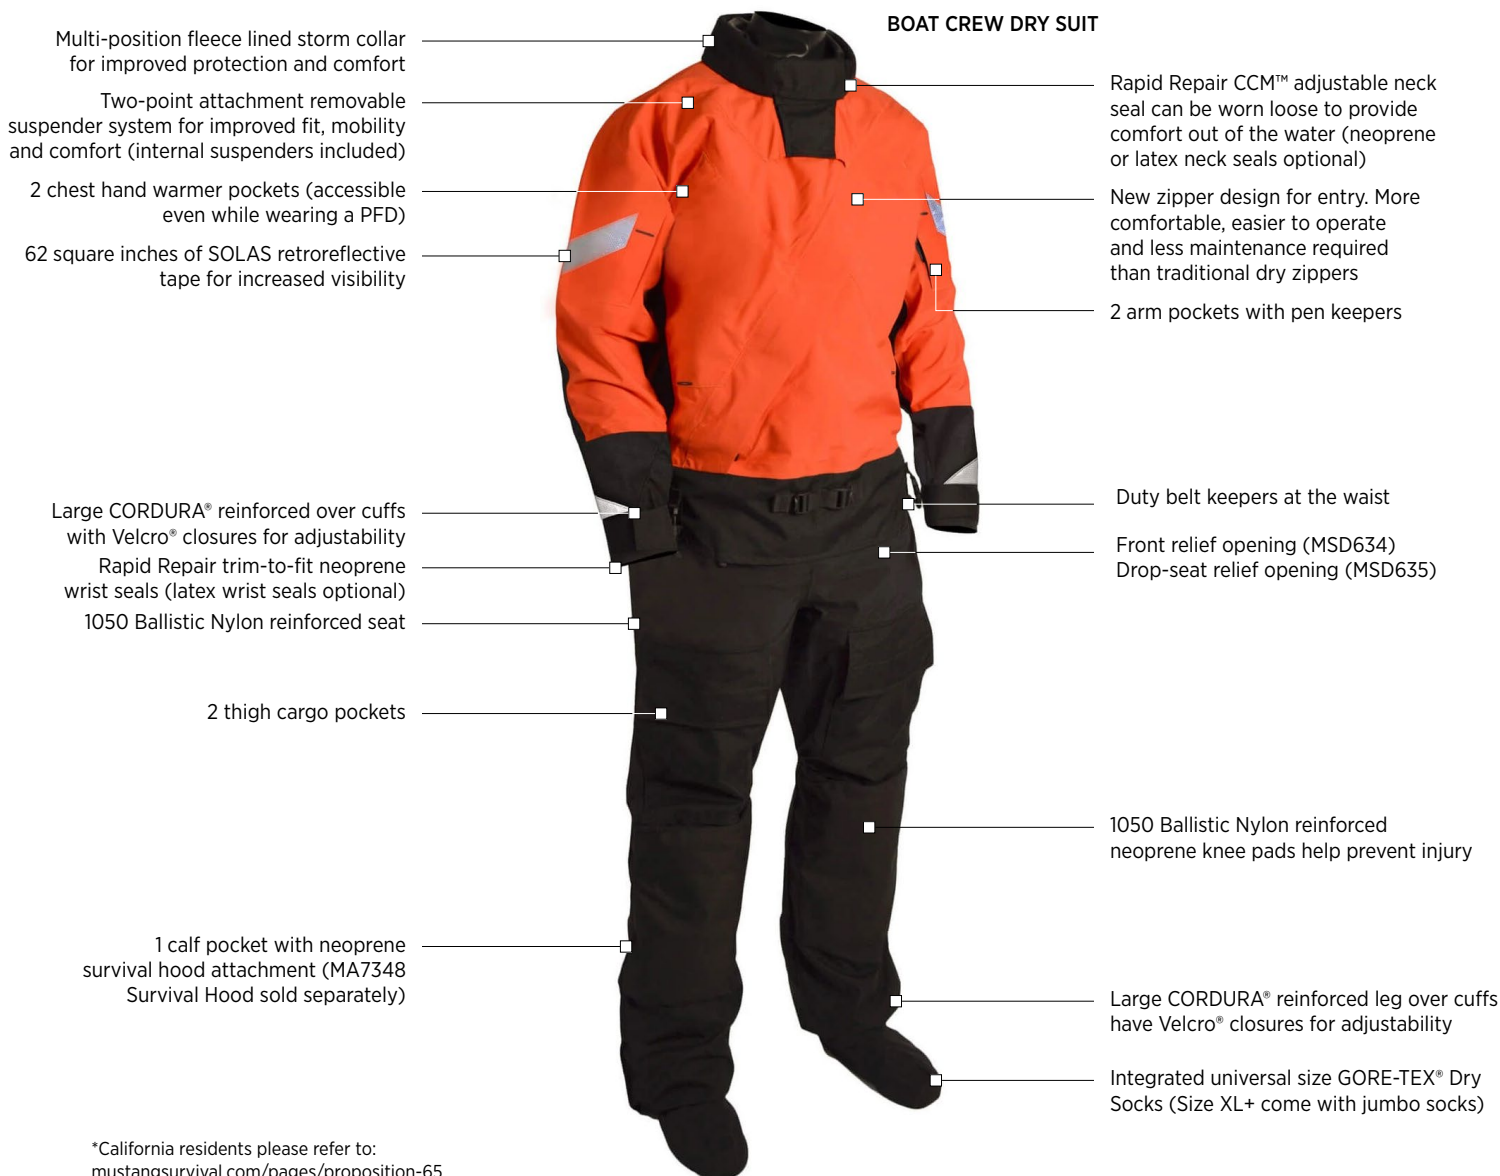 BOAT CREW DRY SUIT
Multi-position fleece lined storm collar
for improved protection and comfort
Two-point attachment removable
suspender system for improved fit, mobility
and comfort (internal suspenders included)
2 chest hand warmer pockets (accessible
even while wearing a PFD)
62 square inches of SOLAS retroreflective
tape for increased visibility
Large CORDURA® reinforced over cuffs
with Velcro® closures for adjustability
Rapid Repair trim-to-fit neoprene
wrist seals (latex wrist seals optional)
1050 Ballistic Nylon reinforced seat
2 thigh cargo pockets
1 calf pocket with neoprene
survival hood attachment (MA7348
Survival Hood sold separately)
Rapid Repair CCM™ adjustable neck
seal can be worn loose to provide
comfort out of the water (neoprene
or latex neck seals optional)
New zipper design for entry. More
comfortable, easier to operate
and less maintenance required
than traditional dry zippers
2 arm pockets with pen keepers
Duty belt keepers at the waist
Front relief opening (MSD634)
Drop-seat relief opening (MSD635)
1050 Ballistic Nylon reinforced
neoprene knee pads help prevent injury
Large CORDURA® reinforced leg over cuffs
have Velcro® closures for adjustability
Integrated universal size GORE-TEX® Dry
Socks (Size XL+ come with jumbo socks)
*California residents please refer to:
mustangsurvival.com/pages/proposition-65